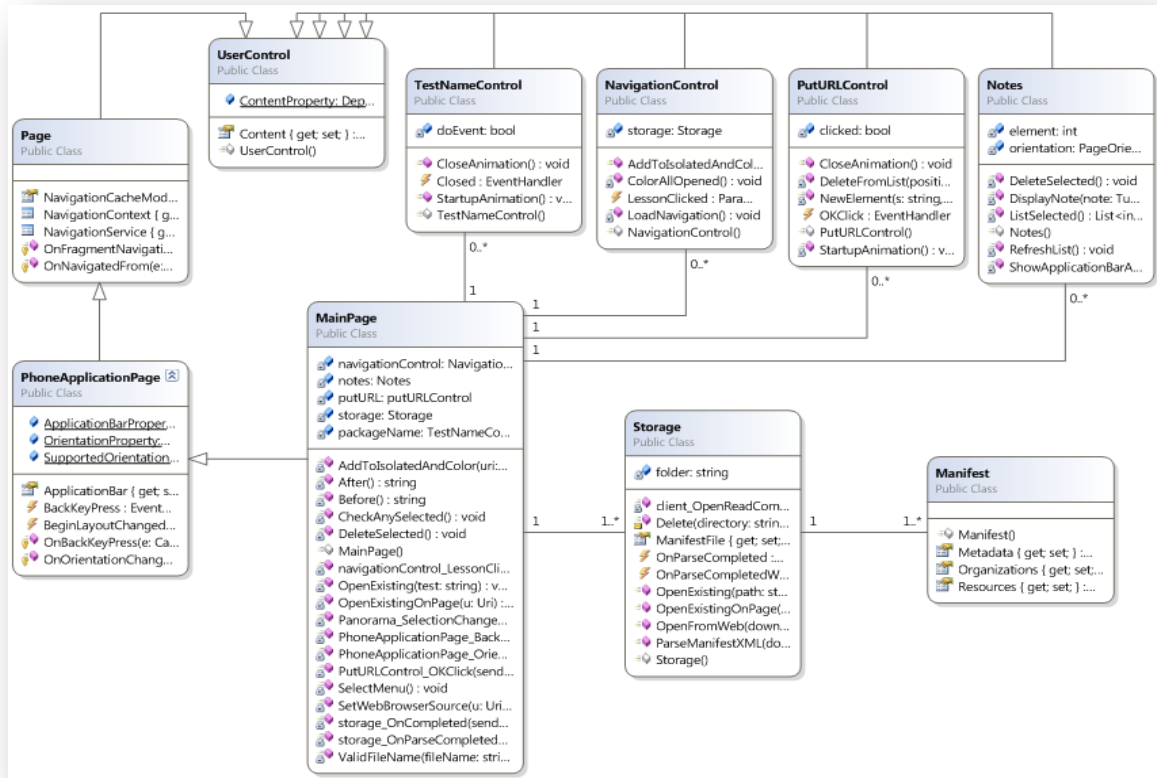 UserControl
Public Class
ContentProperty: Dep...
Content { get; set; } :...
UserControl()
TestNameControl
Public Class
doEvent: bool
CloseAnimation() : void
Closed : EventHandler
StartupAnimation() : v...
TestNameControl()
0..*
1
NavigationControl
Public Class
storage: Storage
AddToIsolatedAndCol...
ColorAllOpened() : void
LessonClicked : Para...
LoadNavigation() : void
NavigationControl()
0..*
1
PutURLControl
Public Class
clicked: bool
CloseAnimation() : void
DeleteFromList(positi...
NewElement(s: string,...
OKClick : EventHandler
PutURLControl()
StartupAnimation() : v...
0..*
1
Notes
Public Class
element: int
orientation: PageOrie...
DeleteSelected() : void
DisplayNote(note: Tu...
ListSelected() : List<in...
Notes()
RefreshList() : void
ShowApplicationBarA...
0..*
1
Page
Public Class
NavigationCacheMod...
NavigationContext { g...
NavigationService { g...
OnFragmentNavigati...
OnNavigatedFrom(e:...
PhoneApplicationPage
Public Class
ApplicationBarProper...
OrientationProperty:...
SupportedOrientation...
ApplicationBar { get; s...
BackKeyPress : Event...
BeginLayoutChanged...
OnBackKeyPress(e: Ca...
OnOrientationChang...
MainPage
Public Class
navigationControl: Navigatio...
notes: Notes
putURL: putURLControl
storage: Storage
packageName: TestNameCo...
AddToIsolatedAndColor(uri:...
After() : string
Before() : string
CheckAnySelected() : void
DeleteSelected() : void
MainPage()
navigationControl_LessonCli...
OpenExisting(test: string) : v...
OpenExistingOnPage(u: Uri) :...
Panorama_SelectionChange...
PhoneApplicationPage_Back...
PhoneApplicationPage_Orie...
PutURLControl_OKClick(send...
SelectMenu() : void
SetWebBrowserSource(u: Uri...
storage_OnCompleted(send...
storage_OnParseCompleted...
ValidFileName(fileName: stri...
1
1..*
Storage
Public Class
folder: string
client_OpenReadCom...
Delete(directory: strin...
ManifestFile { get; set;...
OnParseCompleted :...
OnParseCompletedW...
OpenExisting(path: st...
OpenExistingOnPage(...
OpenFromWeb(down...
ParseManifestXML(do...
Storage()
1
1..*
Manifest
Public Class
Manifest()
Metadata { get; set; } :...
Organizations { get; set;...
Resources { get; set; } :...